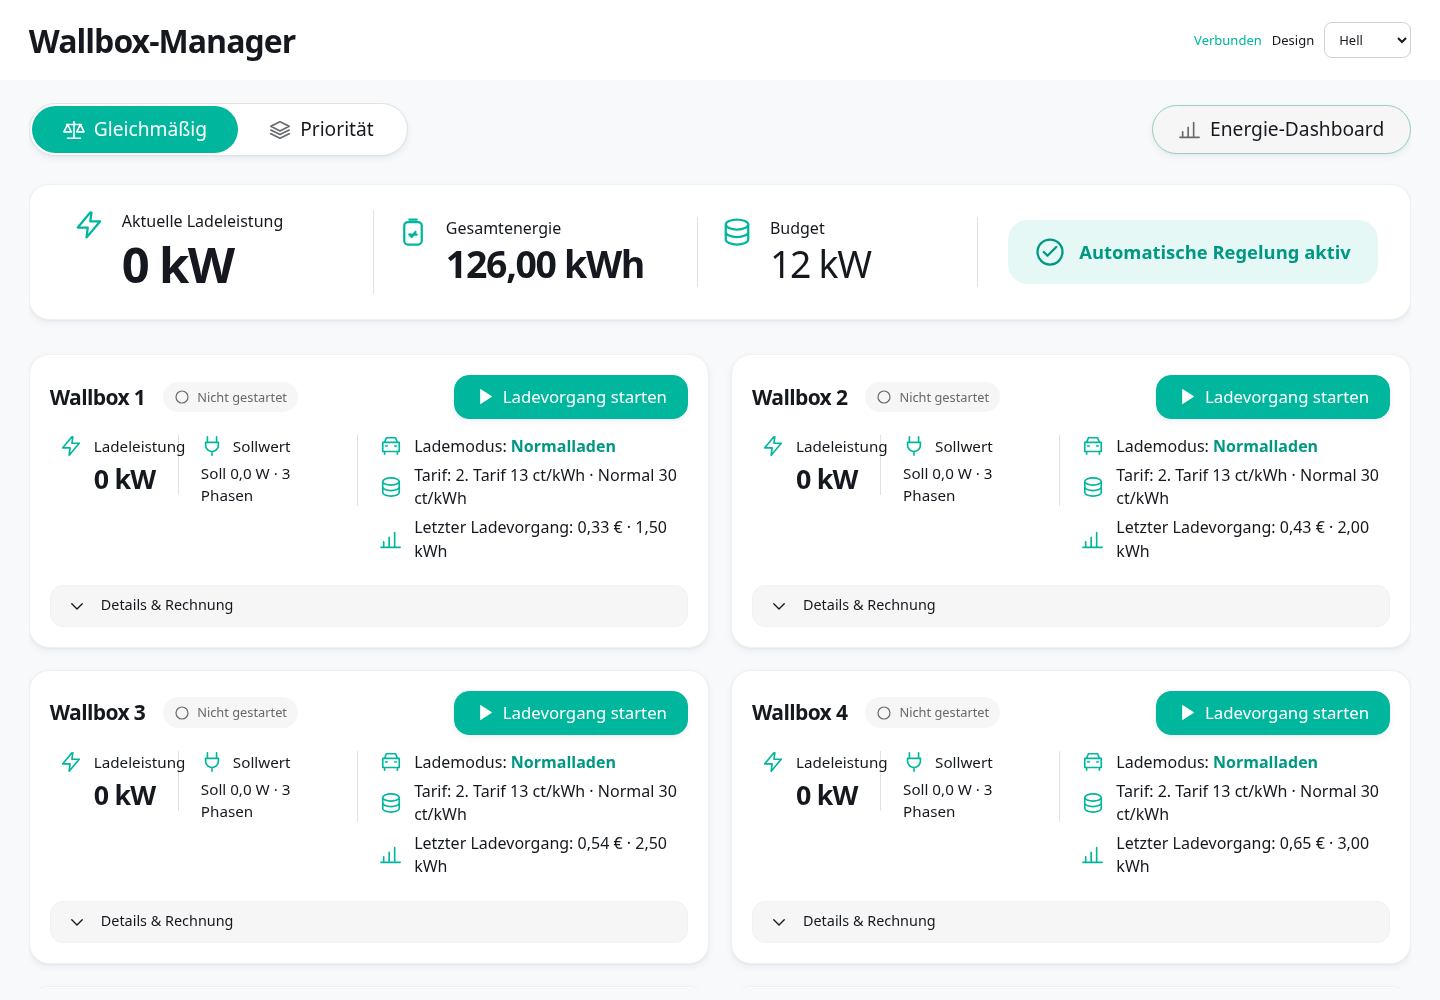 Wallbox-Manager
Verbunden Design Hell
Gleichmäßig Priorität Energie-Dashboard
Aktuelle Ladeleistung
0 kW
Gesamtenergie
126,00 kWh
Budget
12 kW
Automatische Regelung aktiv
Wallbox 1 Nicht gestartet Ladevorgang starten
Ladeleistung
0 kW
Sollwert
Soll 0,0 W · 3
Phasen
Lademodus: Normalladen
Tarif: 2. Tarif 13 ct/kWh · Normal 30
ct/kWh
Letzter Ladevorgang: 0,33 € · 1,50
kWh
Details & Rechnung
Wallbox 2 Nicht gestartet Ladevorgang starten
Ladeleistung
0 kW
Sollwert
Soll 0,0 W · 3
Phasen
Lademodus: Normalladen
Tarif: 2. Tarif 13 ct/kWh · Normal 30
ct/kWh
Letzter Ladevorgang: 0,43 € · 2,00
kWh
Details & Rechnung
Wallbox 3 Nicht gestartet Ladevorgang starten
Ladeleistung
0 kW
Sollwert
Soll 0,0 W · 3
Phasen
Lademodus: Normalladen
Tarif: 2. Tarif 13 ct/kWh · Normal 30
ct/kWh
Letzter Ladevorgang: 0,54 € · 2,50
kWh
Details & Rechnung
Wallbox 4 Nicht gestartet Ladevorgang starten
Ladeleistung
0 kW
Sollwert
Soll 0,0 W · 3
Phasen
Lademodus: Normalladen
Tarif: 2. Tarif 13 ct/kWh · Normal 30
ct/kWh
Letzter Ladevorgang: 0,65 € · 3,00
kWh
Details & Rechnung